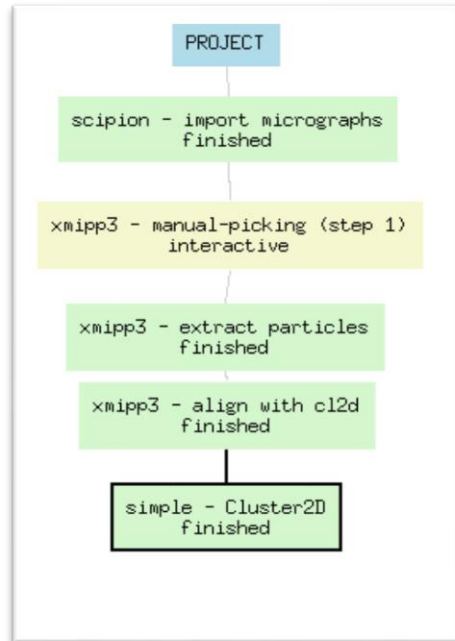 PROJECT
scipion - import micrographs
finished
xmipp3 - manual-picking (step 1)
interactive
xmipp3 - extract particles
finished
xmipp3 - align with cl2d
finished
simple - Cluster2D
finished